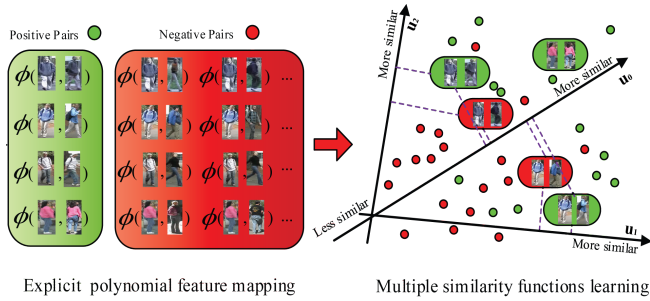 Positive Pairs
Negative Pairs
ϕ( , )
ϕ( , ) ϕ( , ) ...
ϕ( , )
ϕ( , ) ϕ( , ) ...
ϕ( , )
ϕ( , ) ϕ( , ) ...
ϕ( , )
ϕ( , ) ϕ( , ) ...
Explicit polynomial feature mapping
More similar
u₂
More similar
u₀
Less similar
u₁
More similar
Multiple similarity functions learning